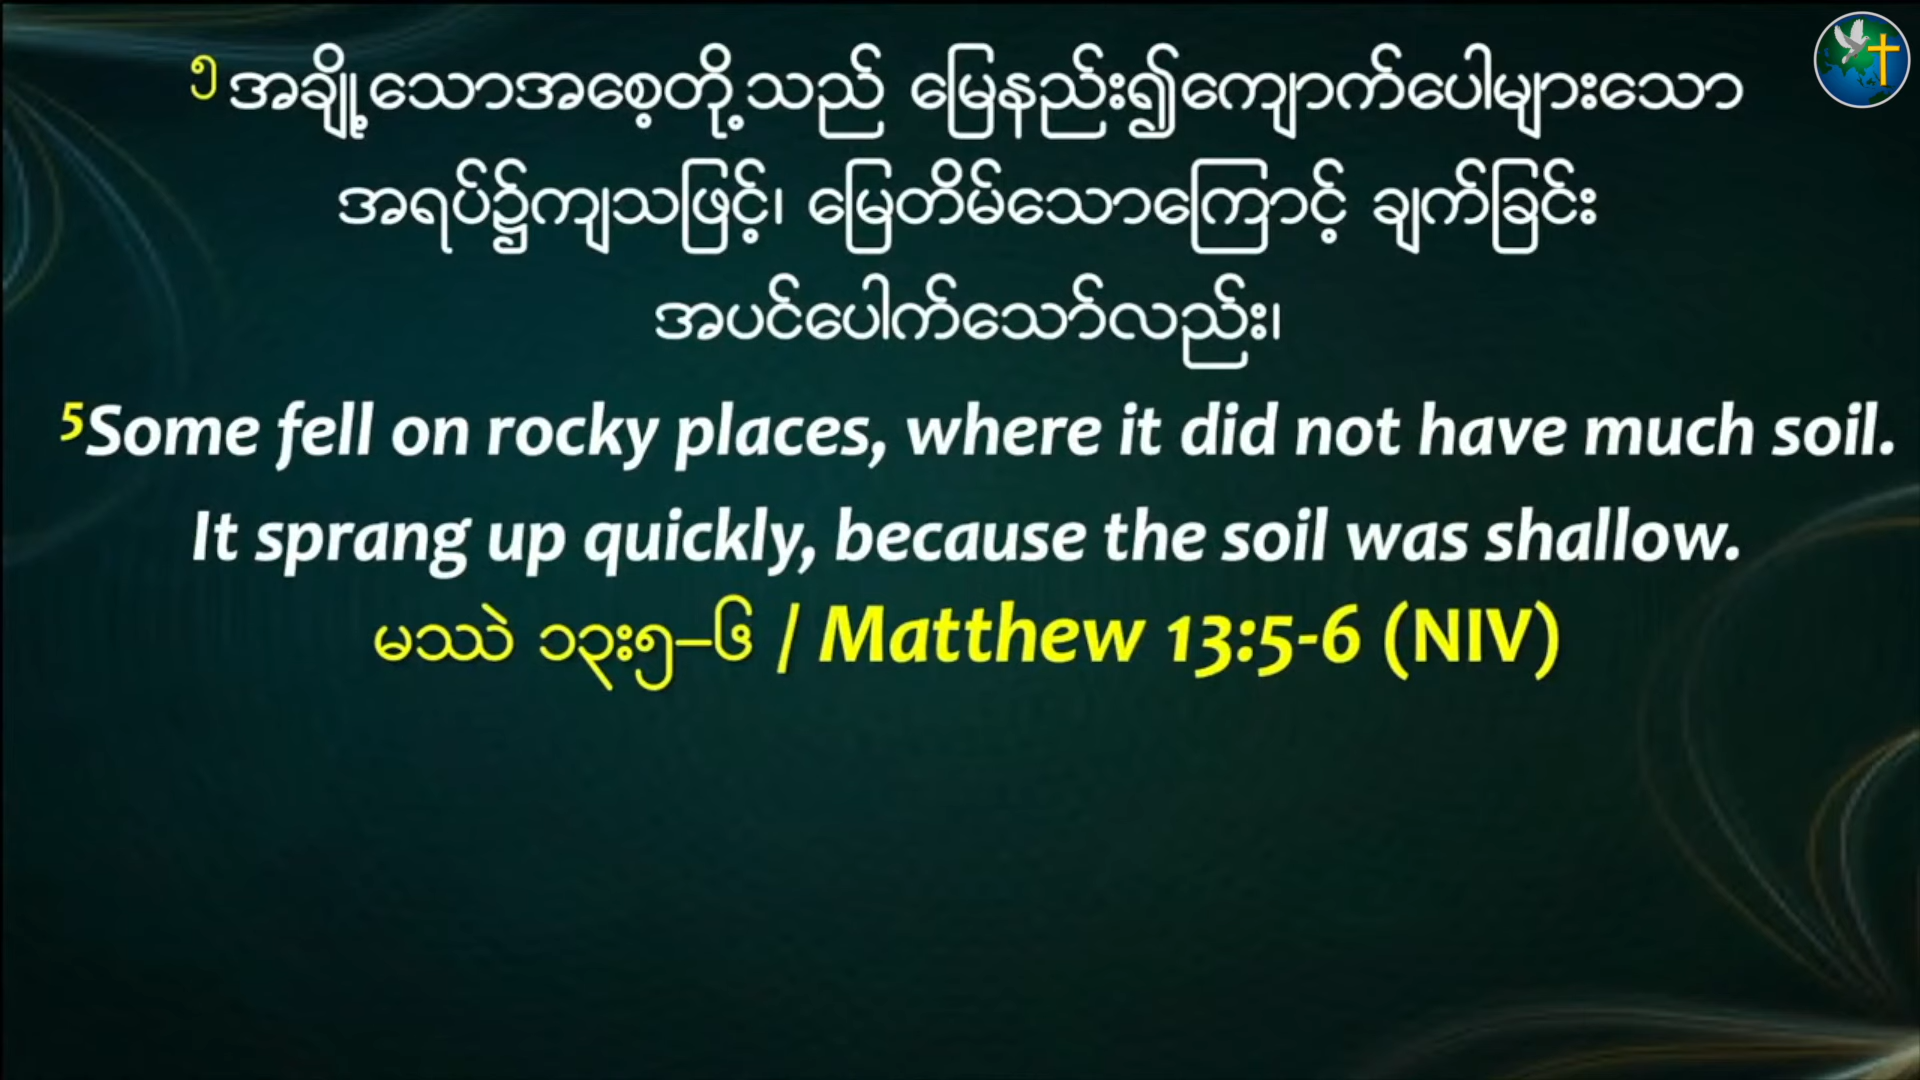 ၅ အချို့သောအစေ့တို့သည် မြေနည်း၍ကျောက်ပေါများသော
အရပ်၌ကျသဖြင့်၊ မြေတိမ်သောကြောင့် ချက်ခြင်း
အပင်ပေါက်သော်လည်း၊
5Some fell on rocky places, where it did not have much soil.
It sprang up quickly, because the soil was shallow.
မဿဲ ၁၃း၅–၆ / Matthew 13:5-6 (NIV)